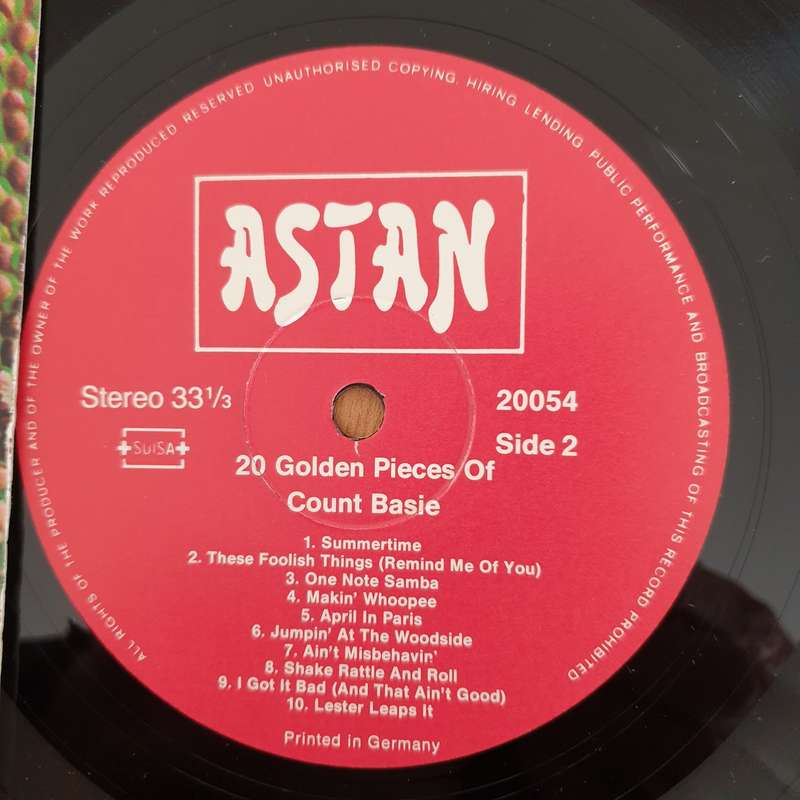 ALL RIGHTS OF THE PRODUCER AND OF THE OWNER OF THE WORK REPRODUCED RESERVED UNAUTHORISED COPYING, HIRING, LENDING, PUBLIC PERFORMANCE AND BROADCASTING OF THIS RECORD PROHIBITED
ASTAN
Stereo 33 1/3
20054
SUISA
Side 2
20 Golden Pieces Of
Count Basie
1. Summertime
2. These Foolish Things (Remind Me Of You)
3. One Note Samba
4. Makin' Whoopee
5. April In Paris
6. Jumpin' At The Woodside
7. Ain't Misbehavin'
8. Shake Rattle And Roll
9. I Got It Bad (And That Ain't Good)
10. Lester Leaps It
Printed in Germany